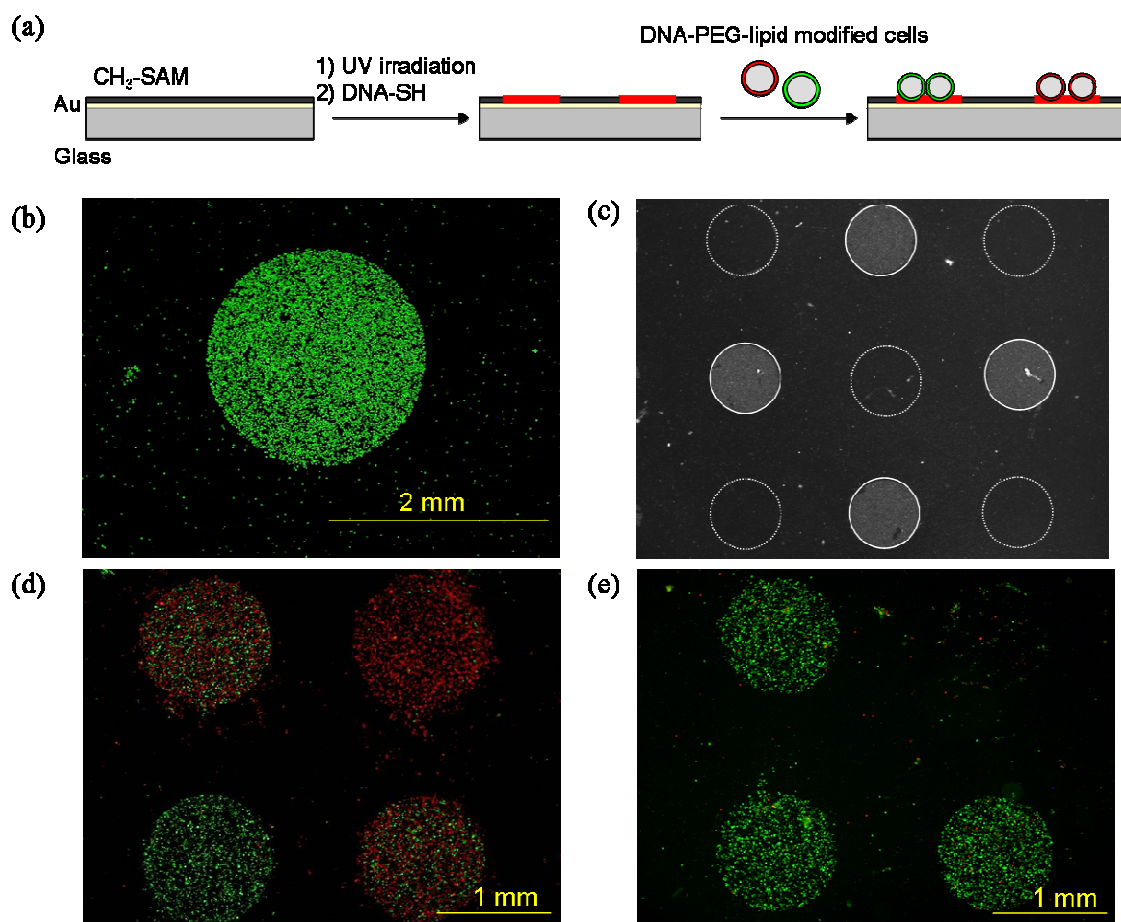 (a)
DNA-PEG-lipid modified cells
CH₃-SAM
1) UV irradiation
2) DNA-SH
Au
Glass
(b)
(c)
2 mm
(d)
(e)
1 mm
1 mm